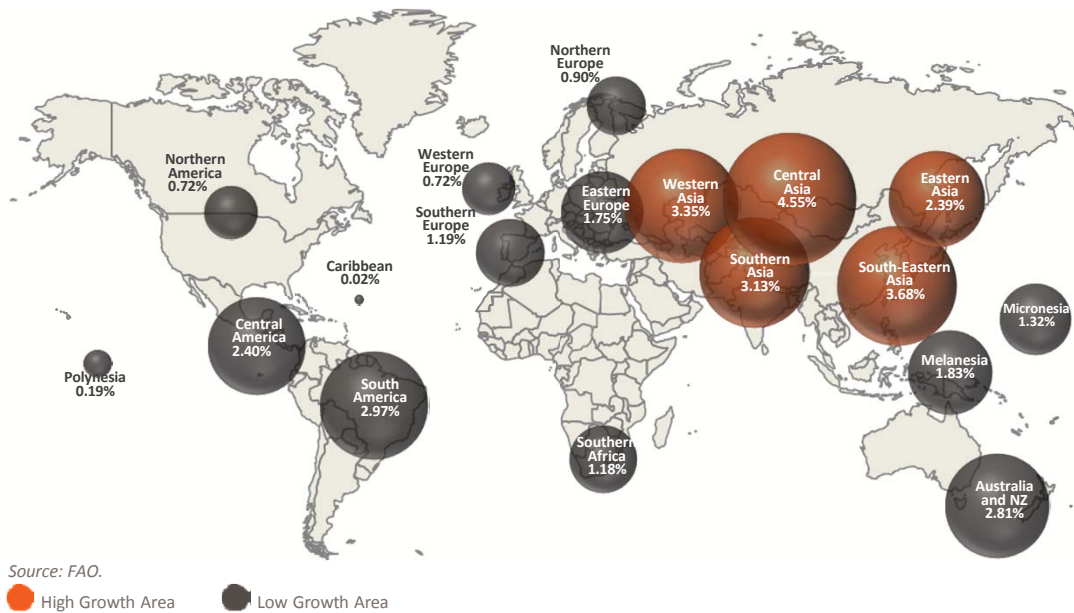 Northern
Europe
0.90%
Northern
America
0.72%
Western
Europe
0.72%
Southern
Europe
1.19%
Eastern
Europe
1.75%
Western
Asia
3.35%
Central
Asia
4.55%
Eastern
Asia
2.39%
Southern
Asia
3.13%
South-Eastern
Asia
3.68%
Caribbean
0.02%
Micronesia
1.32%
Central
America
2.40%
Polynesia
0.19%
South
America
2.97%
Melanesia
1.83%
Southern
Africa
1.18%
Australia
and NZ
2.81%
Source: FAO.
High Growth Area
Low Growth Area